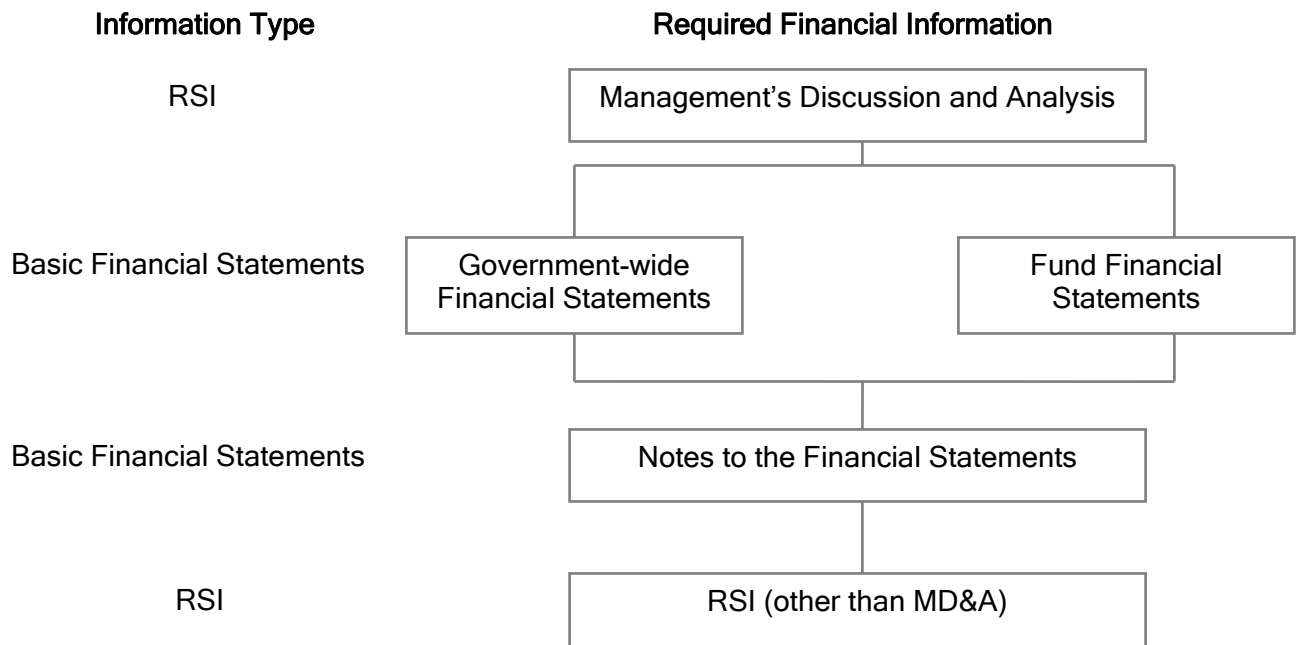 Information Type
Required Financial Information
RSI
Management’s Discussion and Analysis
Basic Financial Statements
Government-wide
Financial Statements
Fund Financial
Statements
Basic Financial Statements
Notes to the Financial Statements
RSI
RSI (other than MD&A)